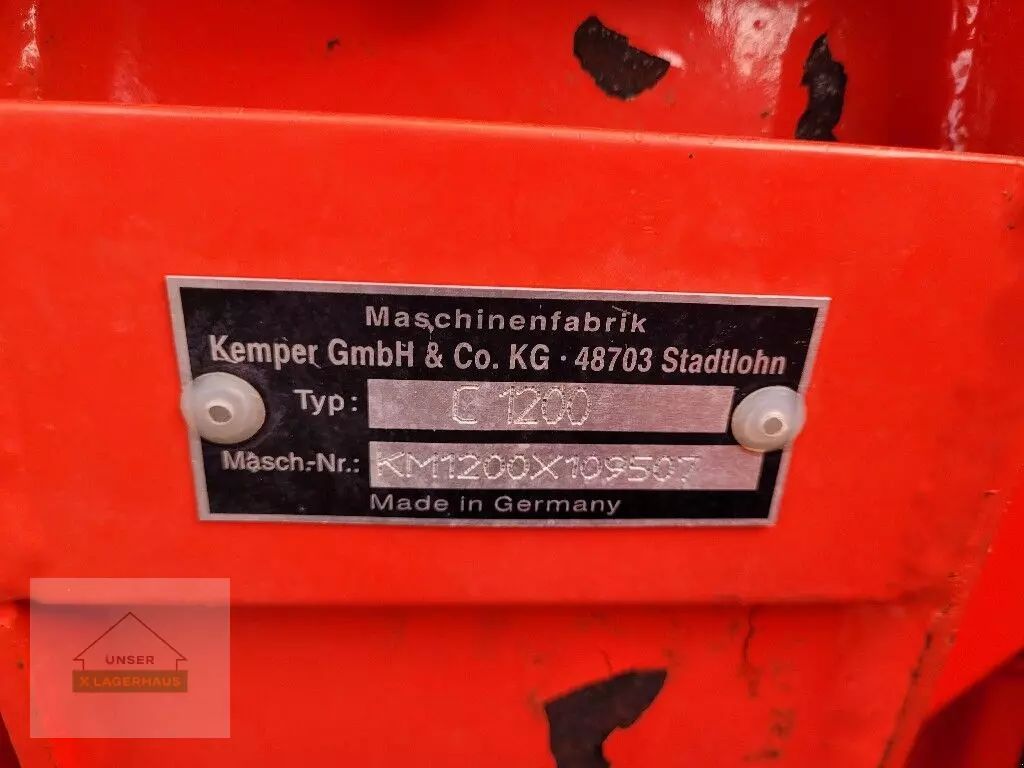 Maschinenfabrik
Kemper GmbH & Co. KG · 48703 Stadtlohn
Typ: C 1200
Masch.-Nr.: KM1200X109507
Made in Germany
UNSER
X LAGERHAUS